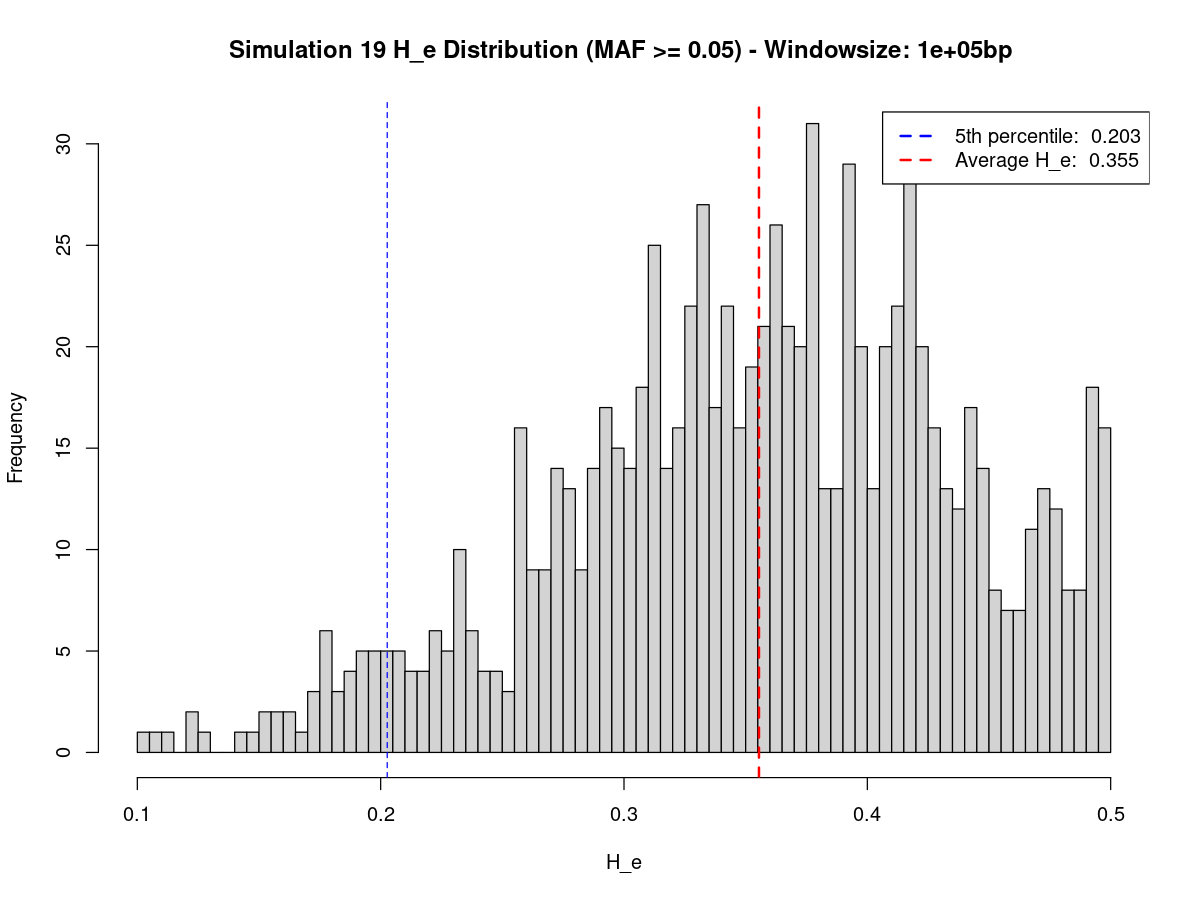 Simulation 19 H_e Distribution (MAF >= 0.05) - Windowsize: 1e+05bp
5th percentile:  0.203
Average H_e:  0.355
Frequency
30
25
20
15
10
5
0
0.1 0.2 0.3 0.4 0.5
H_e